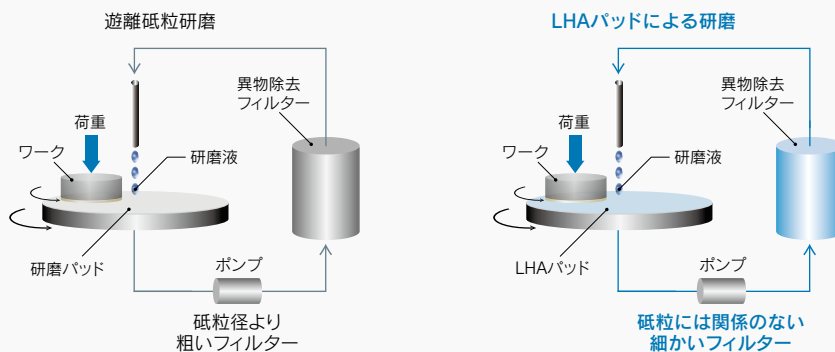 遊離砥粒研磨
異物除去
フィルター
荷重
ワーク
研磨液
研磨パッド
ポンプ
砥粒径より
粗いフィルター
LHAパッドによる研磨
異物除去
フィルター
荷重
ワーク
研磨液
LHAパッド
ポンプ
砥粒には関係のない
細かいフィルター